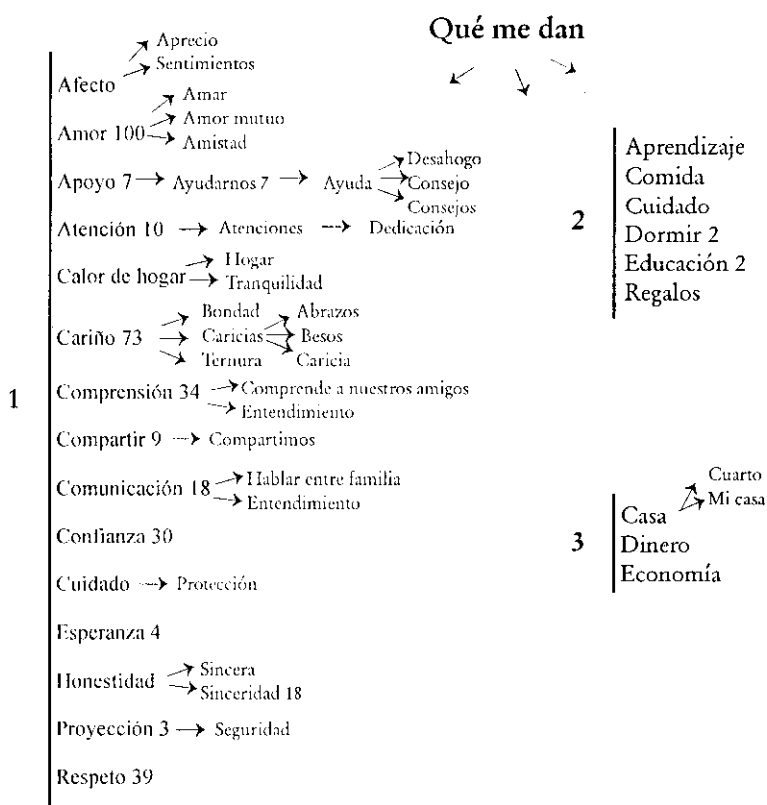 Qué me dan
1
Afecto
Aprecio
Sentimientos
Amor 100
Amar
Amor mutuo
Amistad
Apoyo 7
Ayudarnos 7
Ayuda
Desahogo
Consejo
Consejos
Atención 10
Atenciones
Dedicación
Calor de hogar
Hogar
Tranquilidad
Cariño 73
Bondad
Caricias
Ternura
Abrazos
Besos
Caricia
Comprensión 34
Comprende a nuestros amigos
Entendimiento
Compartir 9
Compartimos
Comunicación 18
Hablar entre familia
Entendimiento
Confianza 30
Cuidado
Protección
Esperanza 4
Honestidad
Sincera
Sinceridad 18
Proyección 3
Seguridad
Respeto 39
2
Aprendizaje
Comida
Cuidado
Dormir 2
Educación 2
Regalos
3
Casa
Cuarto
Mi casa
Dinero
Economía